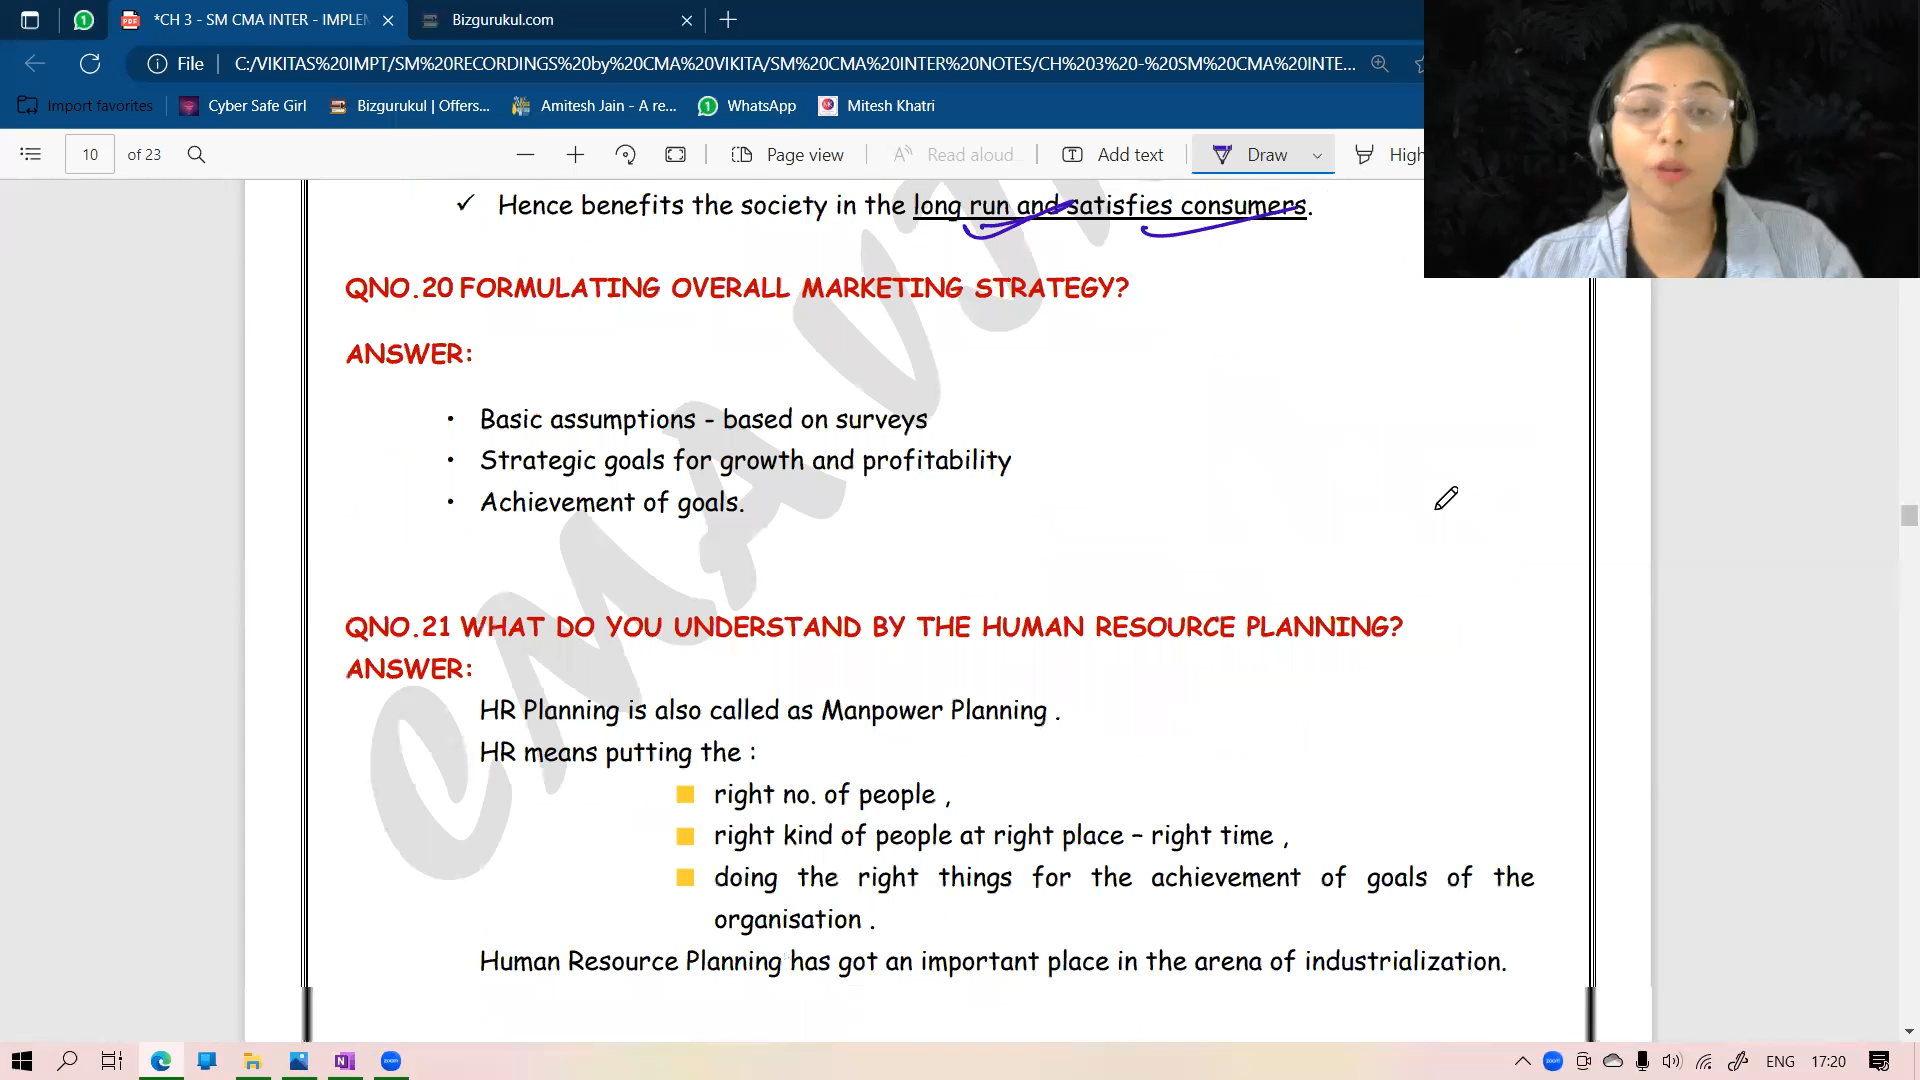 *CH 3 - SM CMA INTER - IMPLEM
Bizgurukul.com
File
C:/VIKITAS%20IMPT/SM%20RECORDINGS%20by%20CMA%20VIKITA/SM%20CMA%20INTER%20NOTES/CH%203%20-%20SM%20CMA%20INTE...
Import favorites
Cyber Safe Girl
Bizgurukul | Offers...
Amitesh Jain - A re...
WhatsApp
Mitesh Khatri
10 of 23
Page view
Read aloud
Add text
Draw
High
✓ Hence benefits the society in the long run and satisfies consumers.
QNO.20 FORMULATING OVERALL MARKETING STRATEGY?
ANSWER:
• Basic assumptions - based on surveys
• Strategic goals for growth and profitability
• Achievement of goals.
QNO.21 WHAT DO YOU UNDERSTAND BY THE HUMAN RESOURCE PLANNING?
ANSWER:
HR Planning is also called as Manpower Planning .
HR means putting the :
right no. of people ,
right kind of people at right place – right time ,
doing the right things for the achievement of goals of the
organisation .
Human Resource Planning has got an important place in the arena of industrialization.
CMA
ENG
17:20